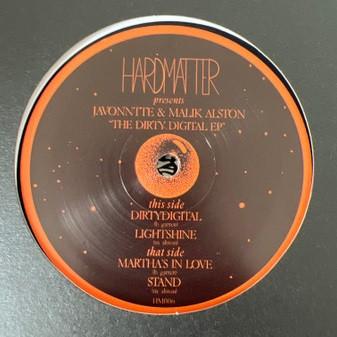 HARDMATTER
presents
JAVONNTTE & MALIK ALSTON
"THE DIRTY DIGITAL EP"
this side
DIRTYDIGITAL
LIGHTSHINE
that side
MARTHA'S IN LOVE
STAND
HM006